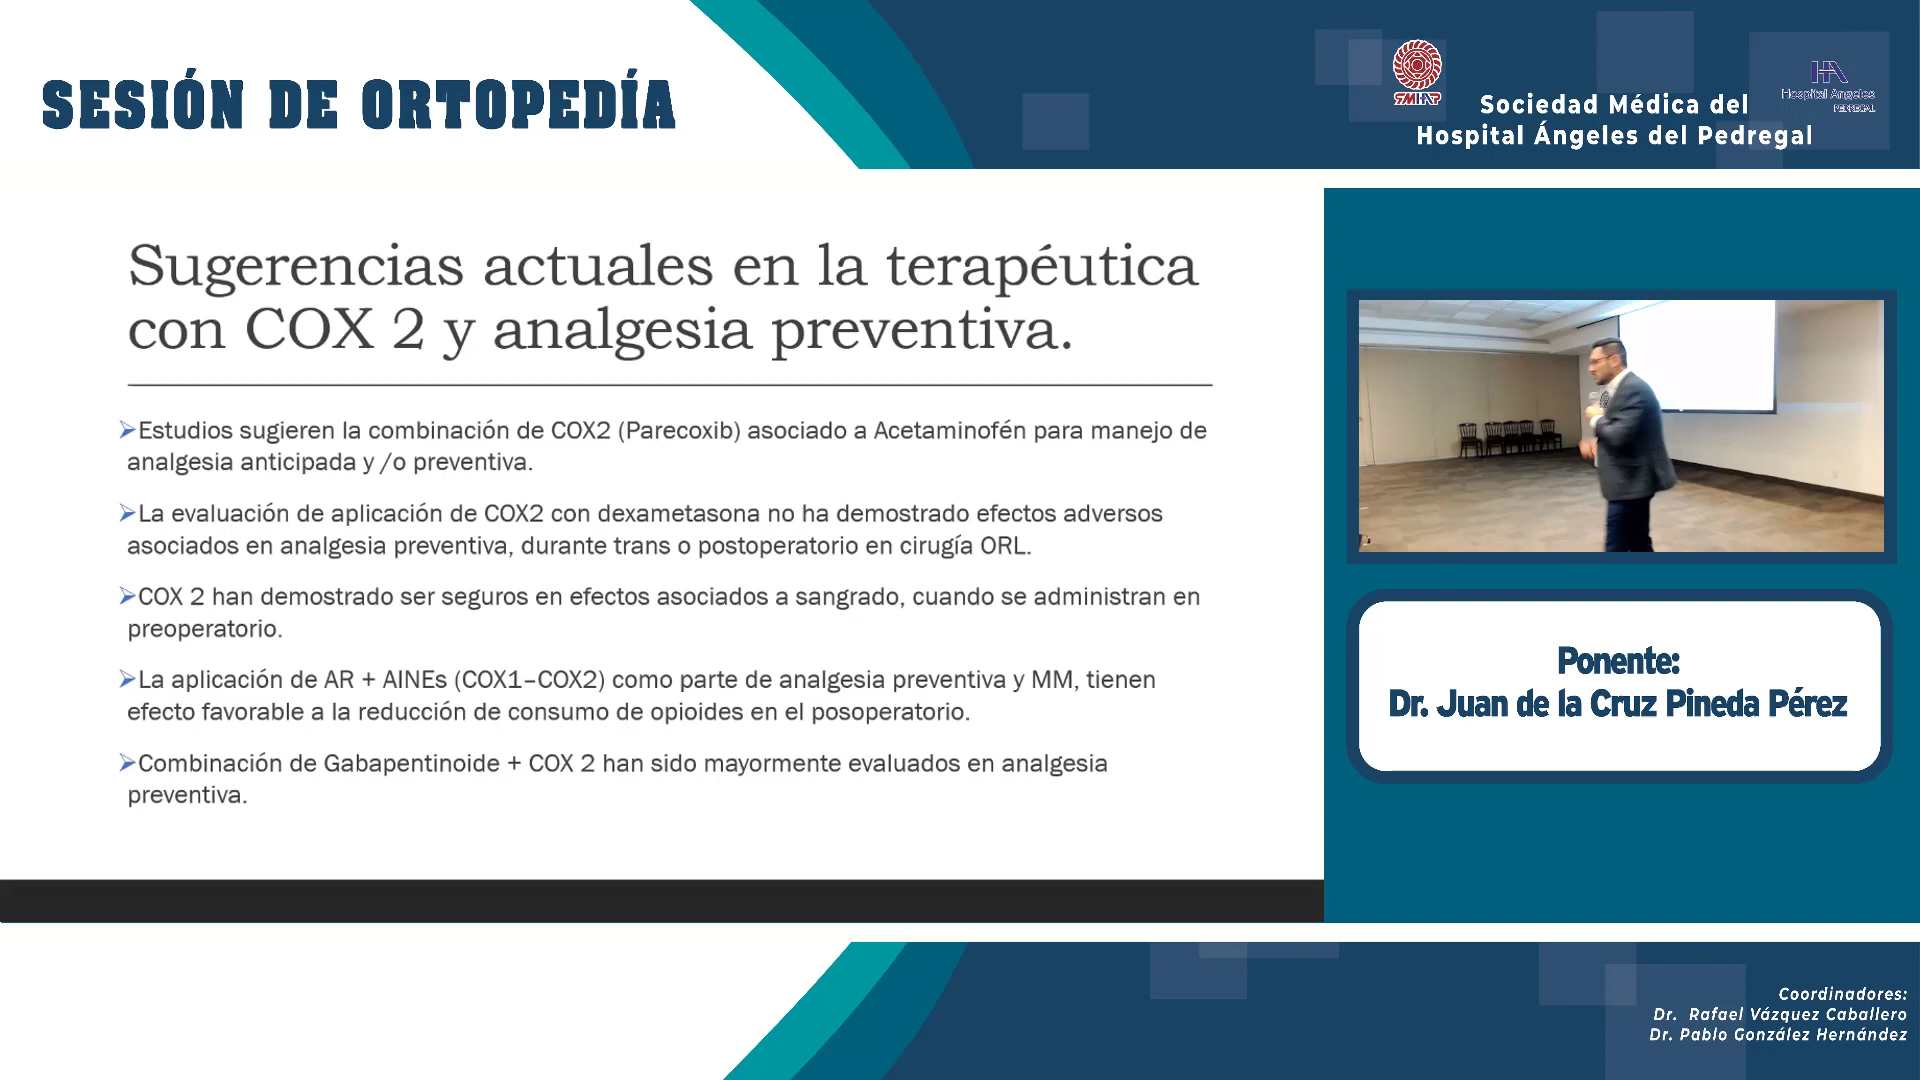 SESIÓN DE ORTOPEDÍA
SMHAP
Sociedad Médica del
Hospital Ángeles del Pedregal
HA
Hospital Angeles
PEDREGAL
Sugerencias actuales en la terapéutica
con COX 2 y analgesia preventiva.
➢Estudios sugieren la combinación de COX2 (Parecoxib) asociado a Acetaminofén para manejo de
analgesia anticipada y /o preventiva.
➢La evaluación de aplicación de COX2 con dexametasona no ha demostrado efectos adversos
asociados en analgesia preventiva, durante trans o postoperatorio en cirugía ORL.
➢COX 2 han demostrado ser seguros en efectos asociados a sangrado, cuando se administran en
preoperatorio.
➢La aplicación de AR + AINEs (COX1–COX2) como parte de analgesia preventiva y MM, tienen
efecto favorable a la reducción de consumo de opioides en el posoperatorio.
➢Combinación de Gabapentinoide + COX 2 han sido mayormente evaluados en analgesia
preventiva.
Ponente:
Dr. Juan de la Cruz Pineda Pérez
Coordinadores:
Dr. Rafael Vázquez Caballero
Dr. Pablo González Hernández